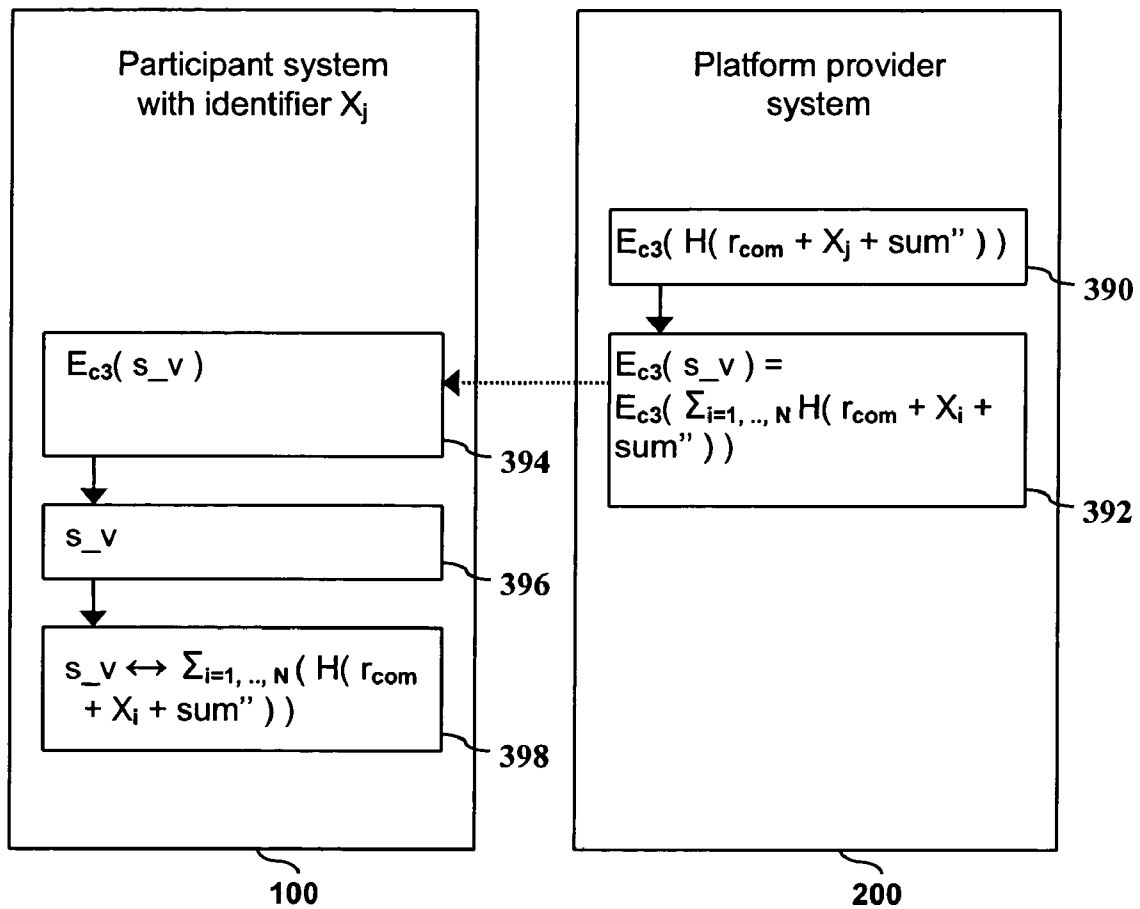 Participant system
with identifier Xj
Platform provider
system
Ec3( H( rcom + Xj + sum” ) )
390
Ec3( s_v )
394
Ec3( s_v ) =
Ec3( Σi=1, .., N H( rcom + Xi +
sum” ) )
392
s_v
396
s_v ↔ Σi=1, .., N ( H( rcom
+ Xi + sum” ) )
398
100
200